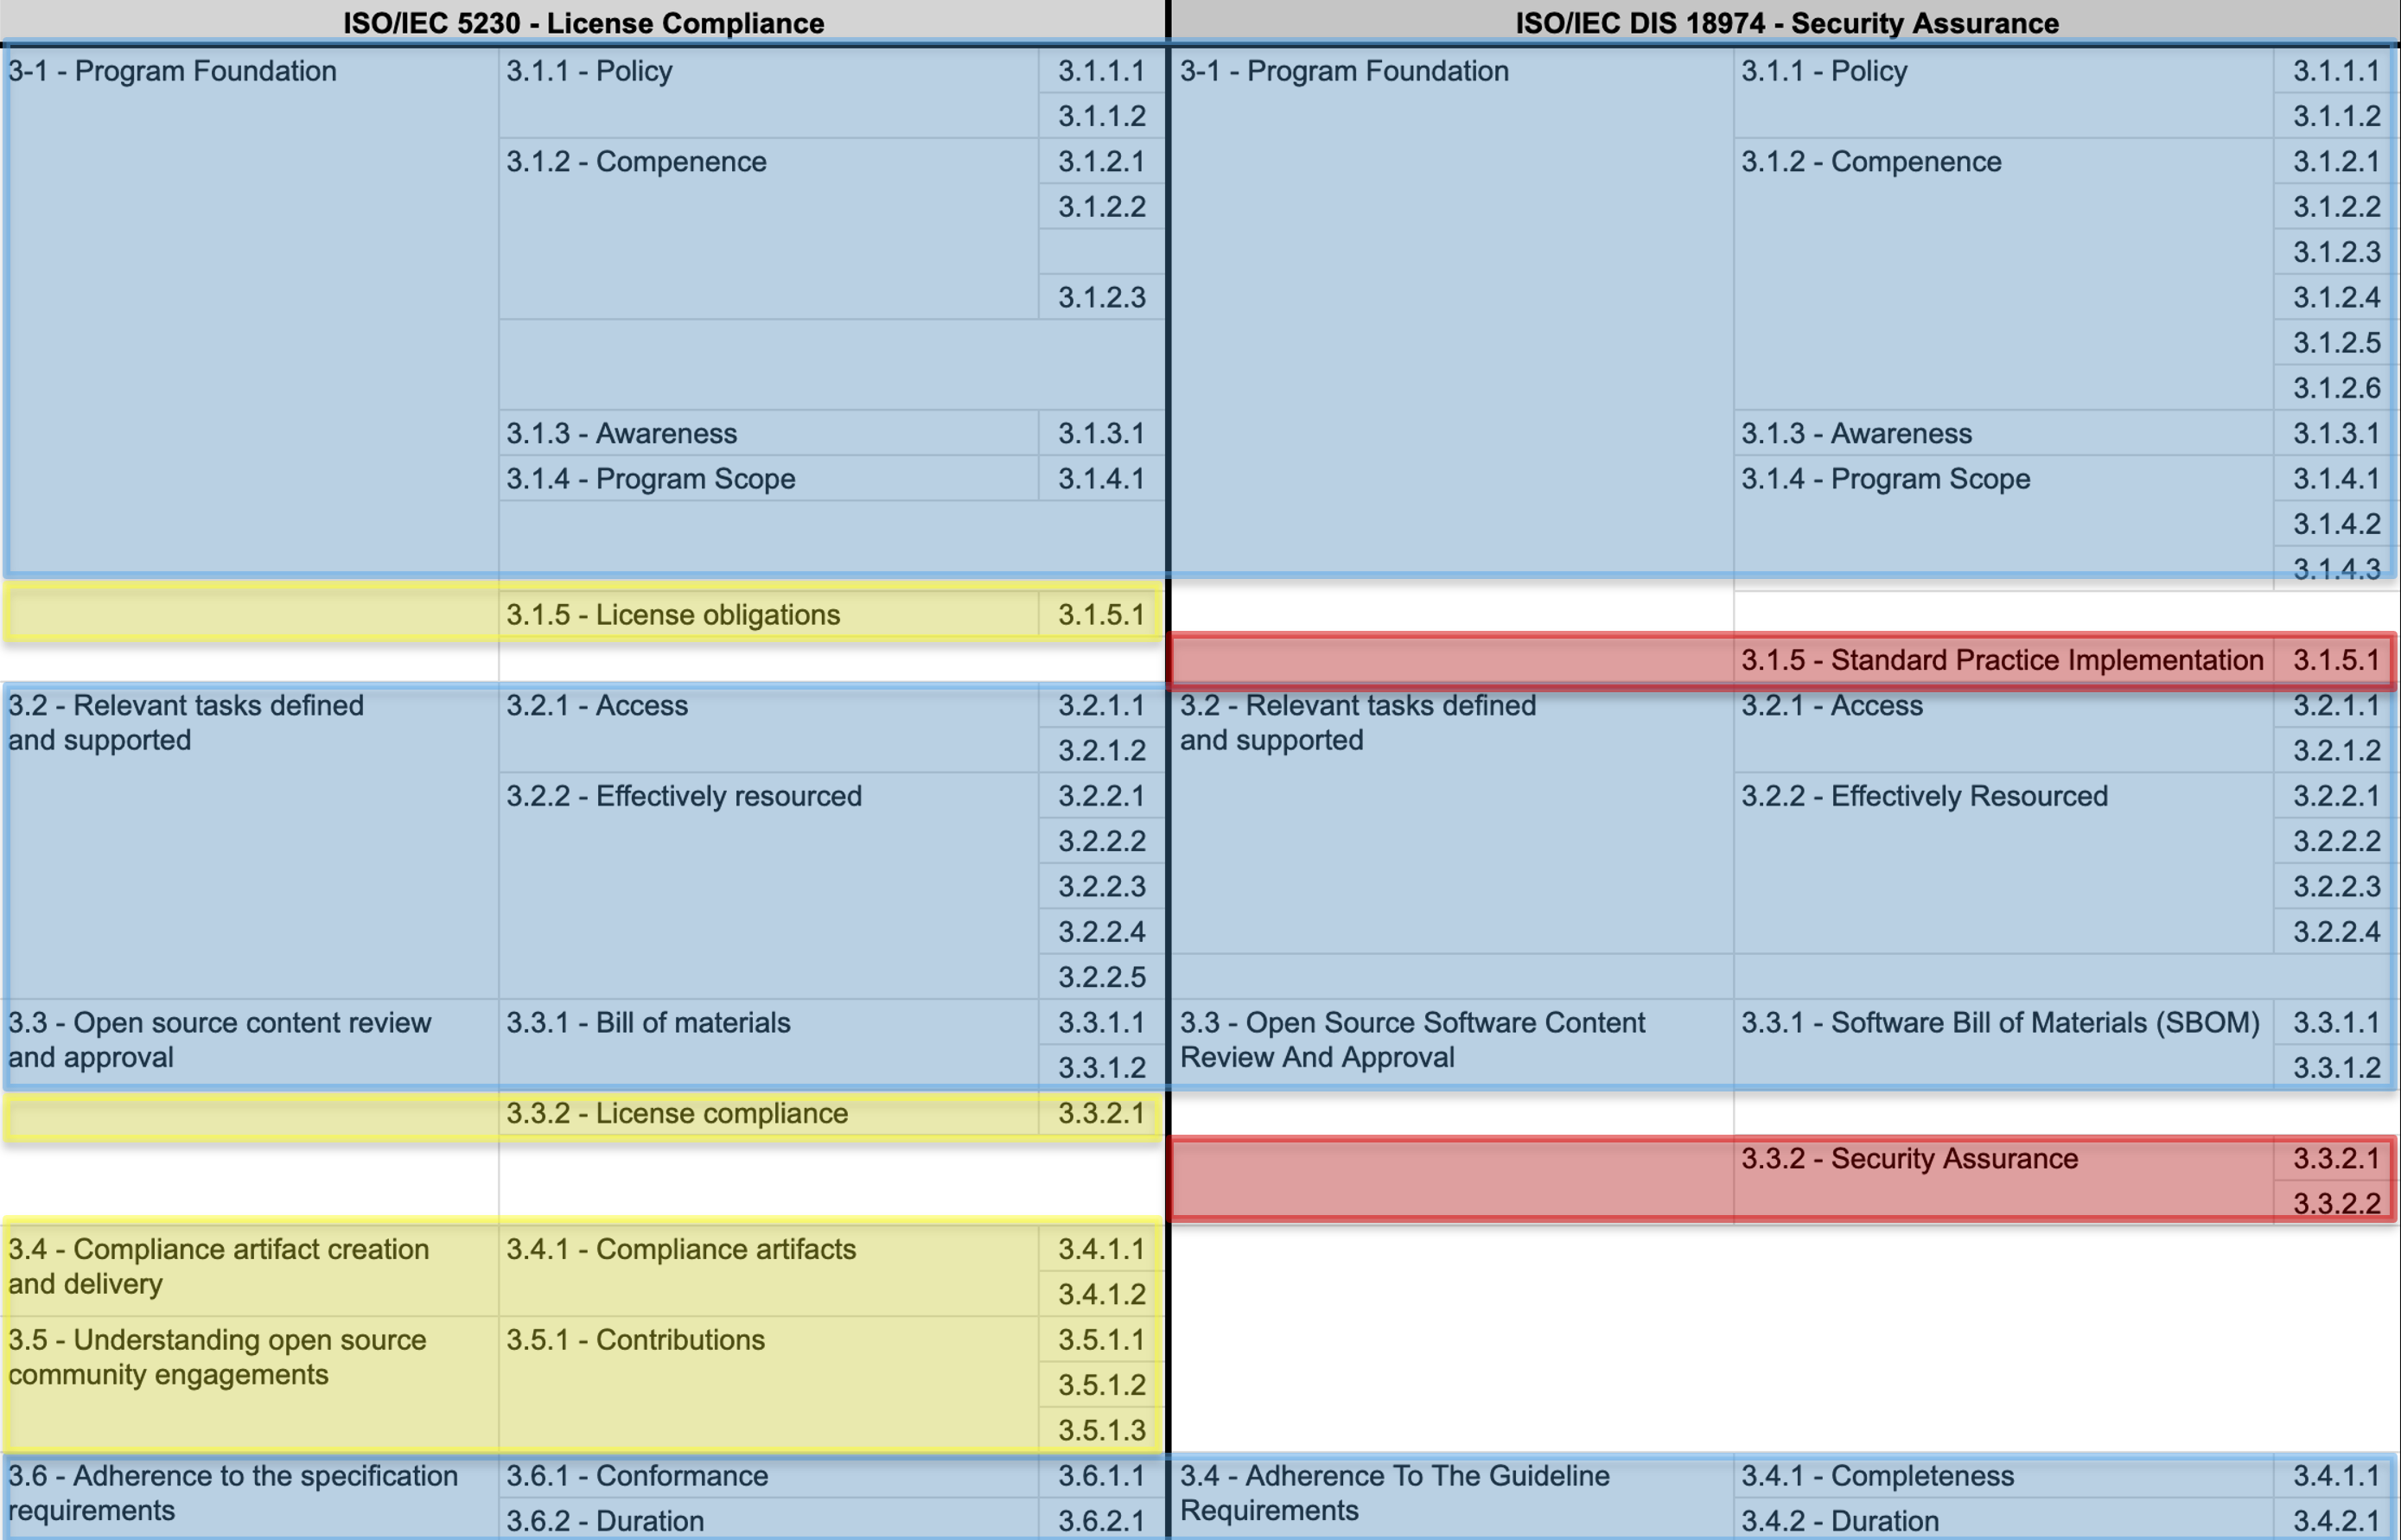 ISO/IEC 5230 - License Compliance ISO/IEC DIS 18974 - Security Assurance
3-1 - Program Foundation 3.1.1 - Policy 3.1.1.1 3-1 - Program Foundation 3.1.1 - Policy 3.1.1.1
3.1.1.2 3.1.1.2
3.1.2 - Compenence 3.1.2.1 3.1.2 - Compenence 3.1.2.1
3.1.2.2 3.1.2.2
3.1.2.3
3.1.2.3 3.1.2.4
3.1.2.5
3.1.2.6
3.1.3 - Awareness 3.1.3.1 3.1.3 - Awareness 3.1.3.1
3.1.4 - Program Scope 3.1.4.1 3.1.4 - Program Scope 3.1.4.1
3.1.4.2
3.1.4.3
3.1.5 - License obligations 3.1.5.1
3.1.5 - Standard Practice Implementation 3.1.5.1
3.2 - Relevant tasks defined 3.2.1 - Access 3.2.1.1 3.2 - Relevant tasks defined 3.2.1 - Access 3.2.1.1
and supported 3.2.1.2 and supported 3.2.1.2
3.2.2 - Effectively resourced 3.2.2.1 3.2.2 - Effectively Resourced 3.2.2.1
3.2.2.2 3.2.2.2
3.2.2.3 3.2.2.3
3.2.2.4 3.2.2.4
3.2.2.5
3.3 - Open source content review 3.3.1 - Bill of materials 3.3.1.1 3.3 - Open Source Software Content 3.3.1 - Software Bill of Materials (SBOM) 3.3.1.1
and approval 3.3.1.2 Review And Approval 3.3.1.2
3.3.2 - License compliance 3.3.2.1
3.3.2 - Security Assurance 3.3.2.1
3.3.2.2
3.4 - Compliance artifact creation 3.4.1 - Compliance artifacts 3.4.1.1
and delivery 3.4.1.2
3.5 - Understanding open source 3.5.1 - Contributions 3.5.1.1
community engagements 3.5.1.2
3.5.1.3
3.6 - Adherence to the specification 3.6.1 - Conformance 3.6.1.1 3.4 - Adherence To The Guideline 3.4.1 - Completeness 3.4.1.1
requirements 3.6.2 - Duration 3.6.2.1 Requirements 3.4.2 - Duration 3.4.2.1